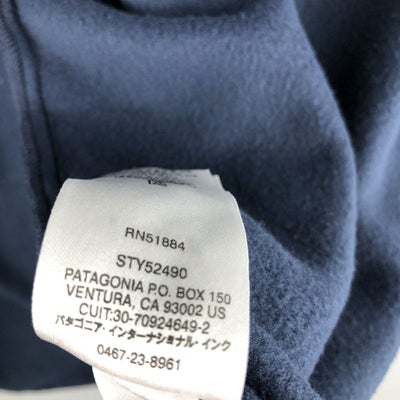 RN51884
STY52490
PATAGONIA P.O. BOX 150
VENTURA, CA 93002 US
CUIT:30-70924649-2
パタゴニア・インターナショナル・インク
0467-23-8961